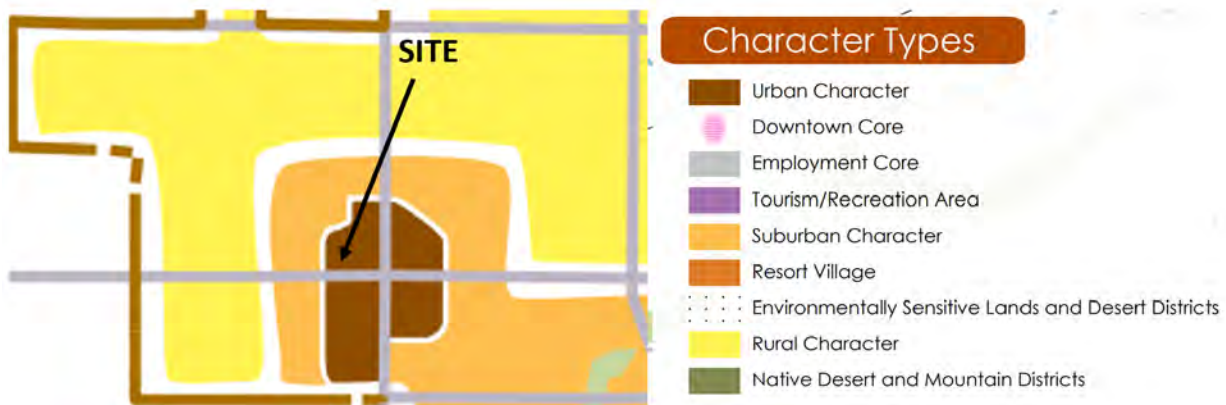 SITE
Character Types
Urban Character
Downtown Core
Employment Core
Tourism/Recreation Area
Suburban Character
Resort Village
Environmentally Sensitive Lands and Desert Districts
Rural Character
Native Desert and Mountain Districts